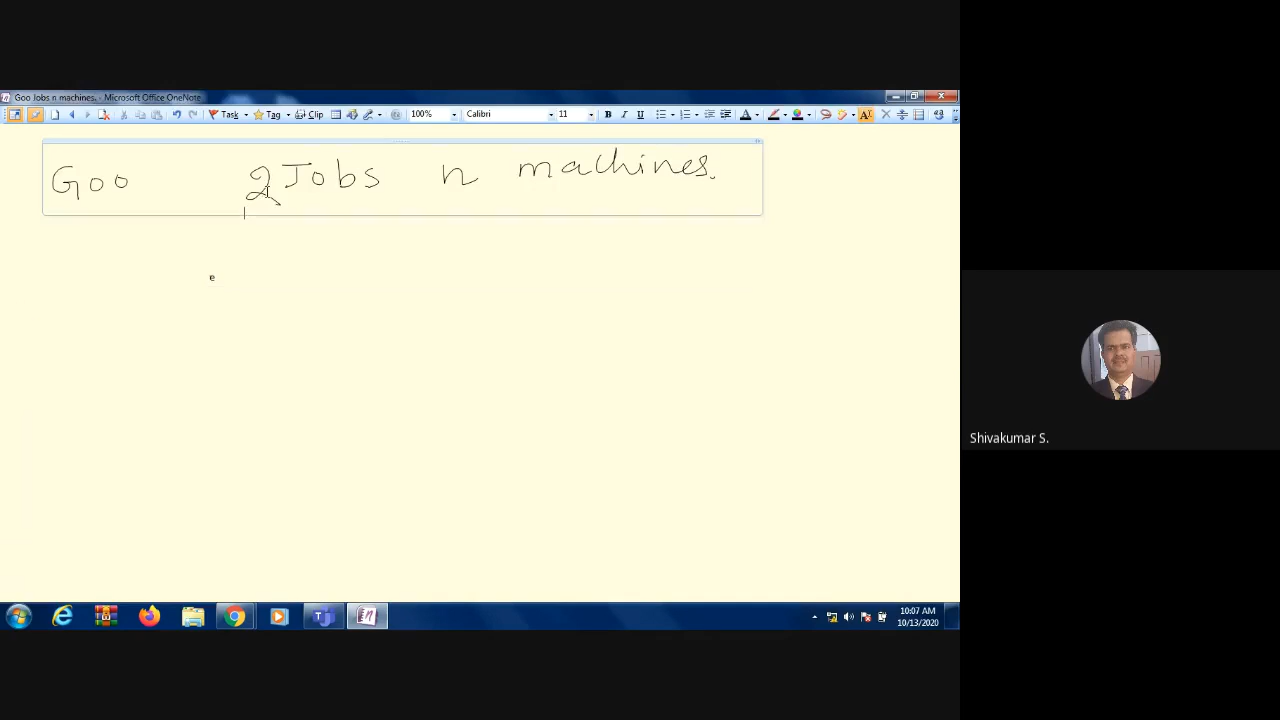 Goo Jobs n machines. - Microsoft Office OneNote
Task Tag Clip 100% Calibri 11 B I U A
Goo 2 Jobs n machines.
e
Shivakumar S.
10:07 AM
10/13/2020